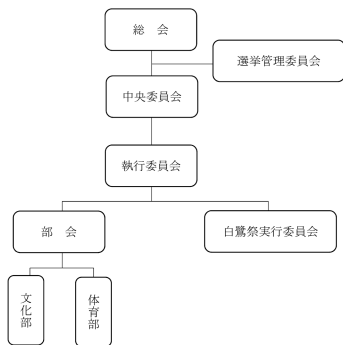 総　会
選挙管理委員会
中央委員会
執行委員会
部　会
白鷺祭実行委員会
文化部
体育部